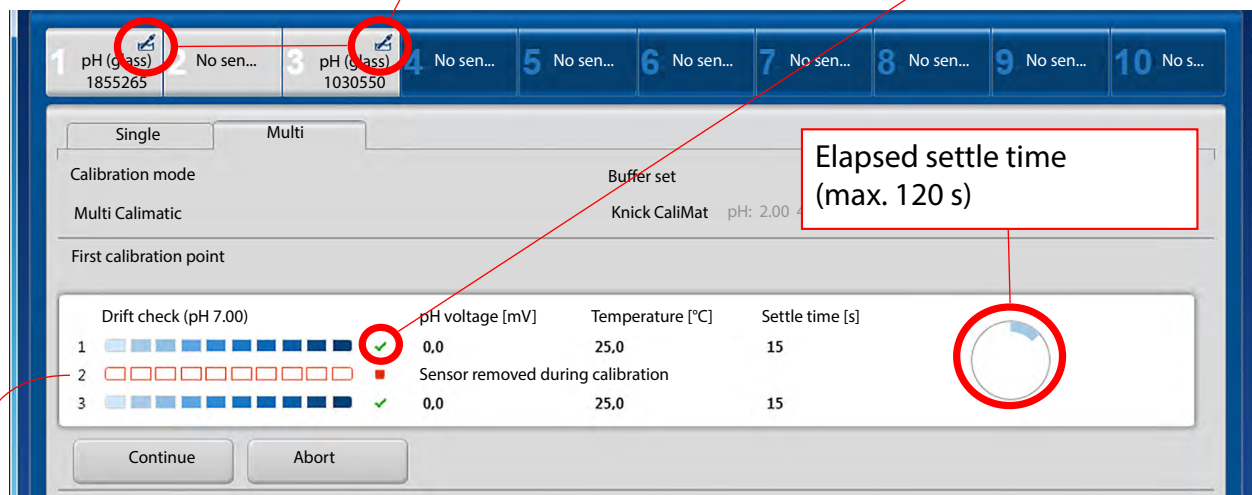 1 pH (glass) 1855265
2 No sen...
3 pH (glass) 1030550
4 No sen...
5 No sen...
6 No sen...
7 No sen...
8 No sen...
9 No sen...
10 No s...
Single Multi
Calibration mode Buffer set
Elapsed settle time
(max. 120 s)
Multi Calimatic Knick CaliMat pH: 2.00
First calibration point
Drift check (pH 7.00) pH voltage [mV] Temperature [°C] Settle time [s]
1 0,0 25,0 15
2 Sensor removed during calibration
3 0,0 25,0 15
Continue Abort